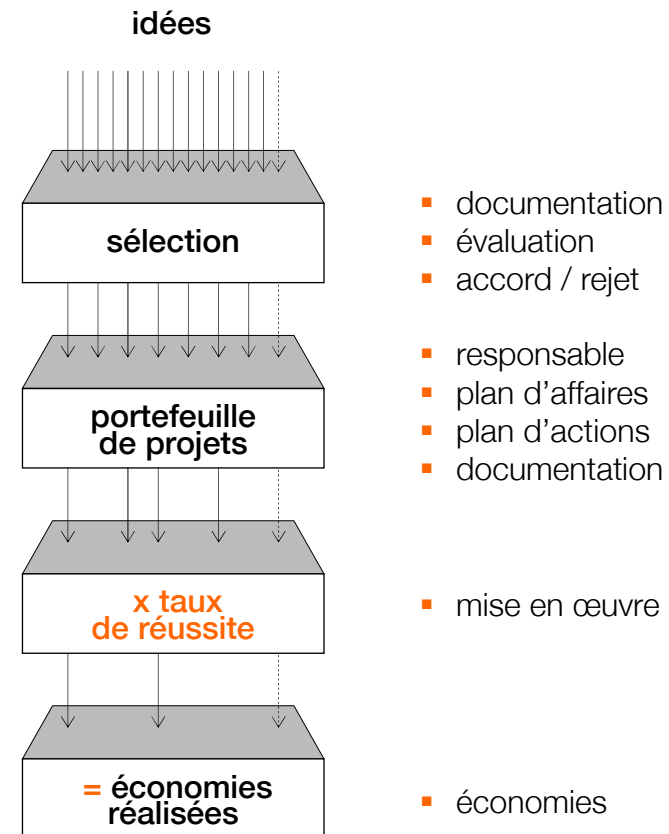 idées
sélection
▪ documentation
▪ évaluation
▪ accord / rejet
portefeuille
de projets
▪ responsable
▪ plan d’affaires
▪ plan d’actions
▪ documentation
x taux
de réussite
▪ mise en œuvre
= économies
réalisées
▪ économies